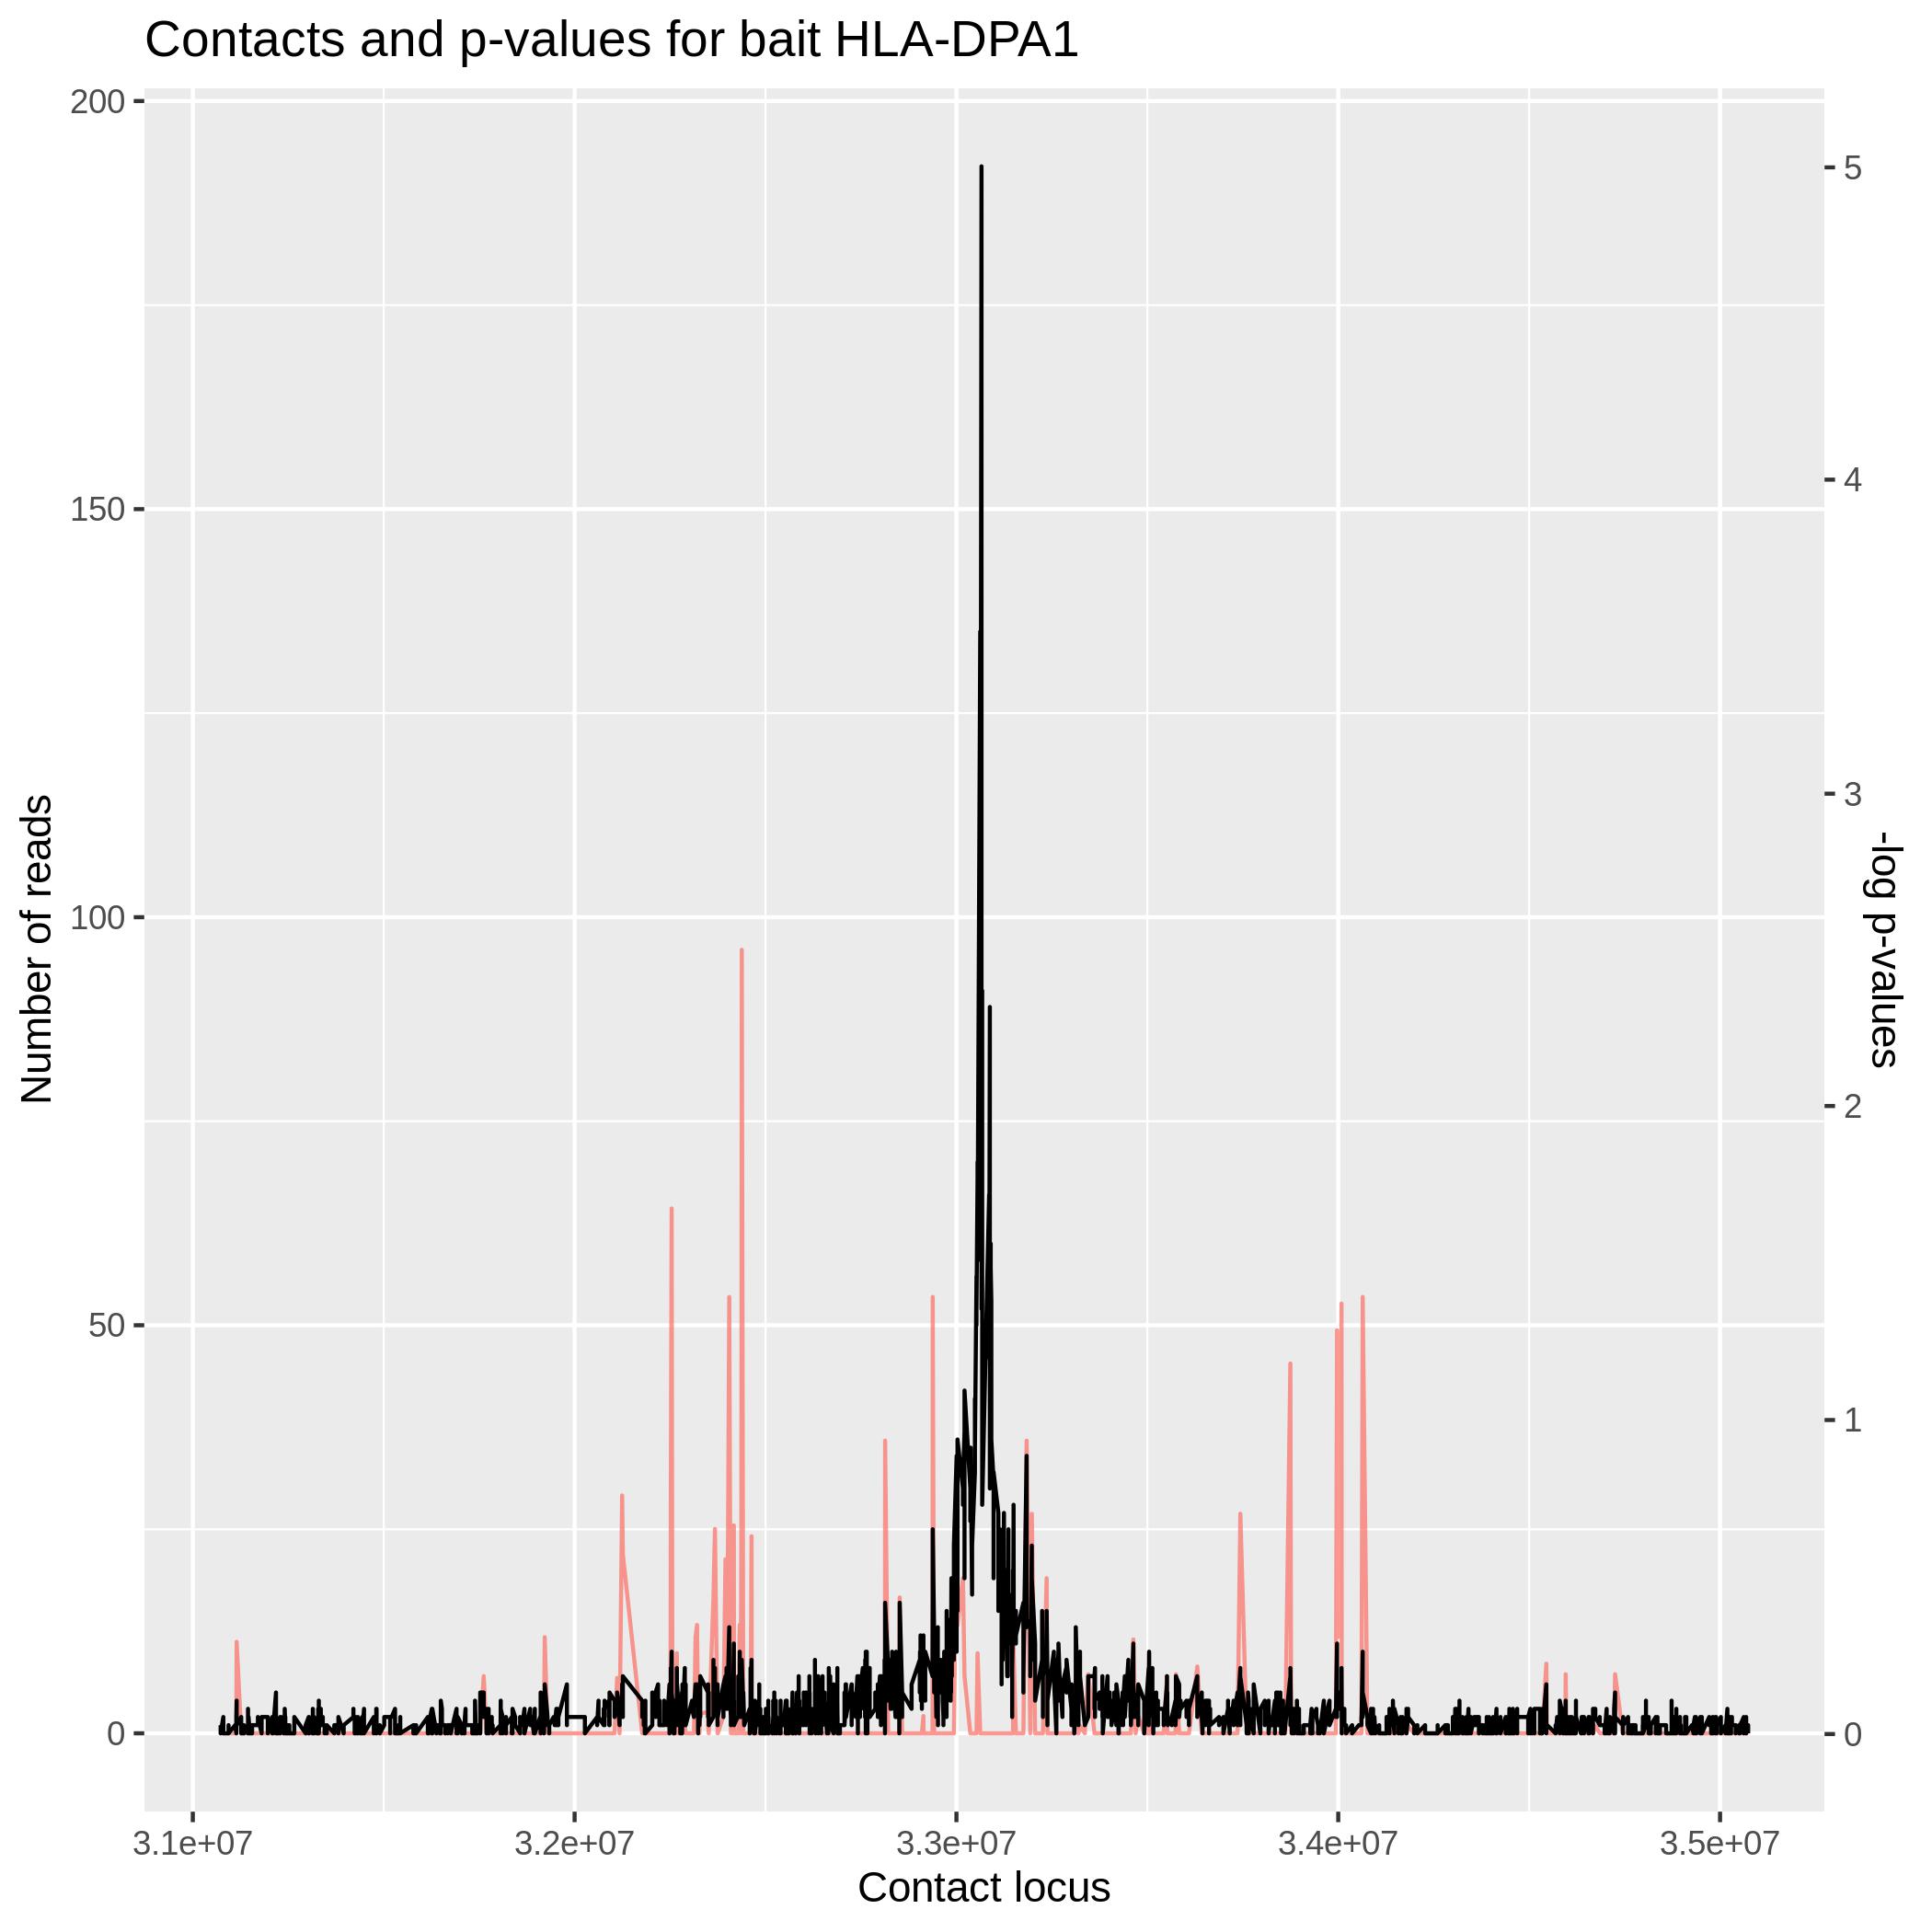 Contacts and p-values for bait HLA-DPA1
200
150
100
50
0
Number of reads
5
4
3
2
1
0
-log p-values
3.1e+07
3.2e+07
3.3e+07
3.4e+07
3.5e+07
Contact locus